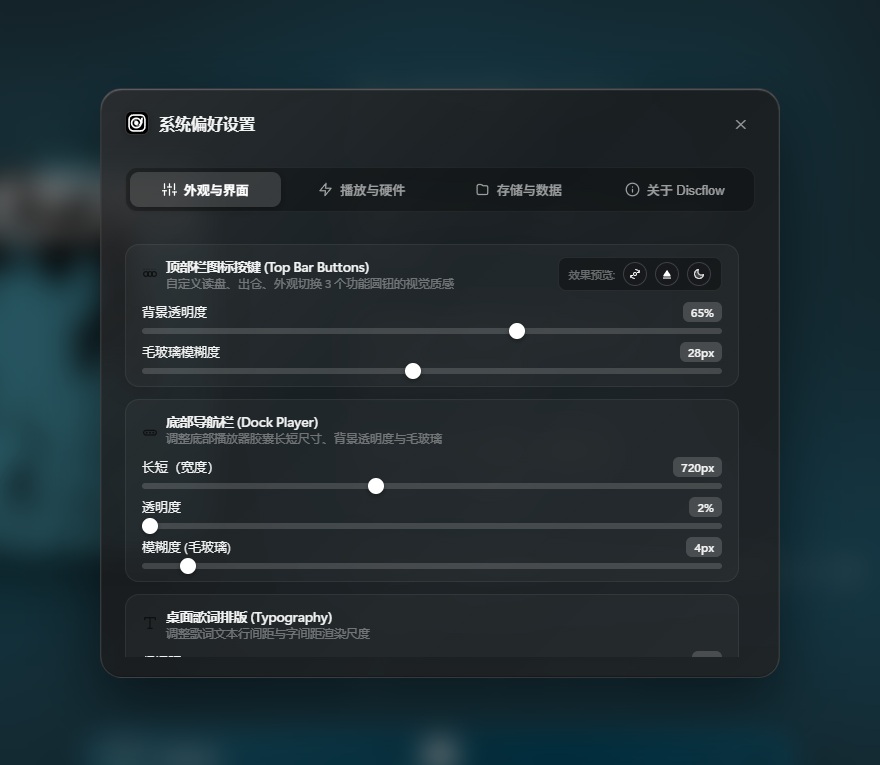 系统偏好设置
外观与界面 播放与硬件 存储与数据 关于 Discflow
顶部栏图标按键 (Top Bar Buttons)
自定义读盘、出仓、外观切换 3 个功能圆钮的视觉质感
效果预览:
背景透明度 65%
毛玻璃模糊度 28px
底部导航栏 (Dock Player)
调整底部播放器胶囊长短尺寸、背景透明度与毛玻璃
长短（宽度） 720px
透明度 2%
模糊度 (毛玻璃) 4px
桌面歌词排版 (Typography)
调整歌词文本行间距与字间距渲染尺度